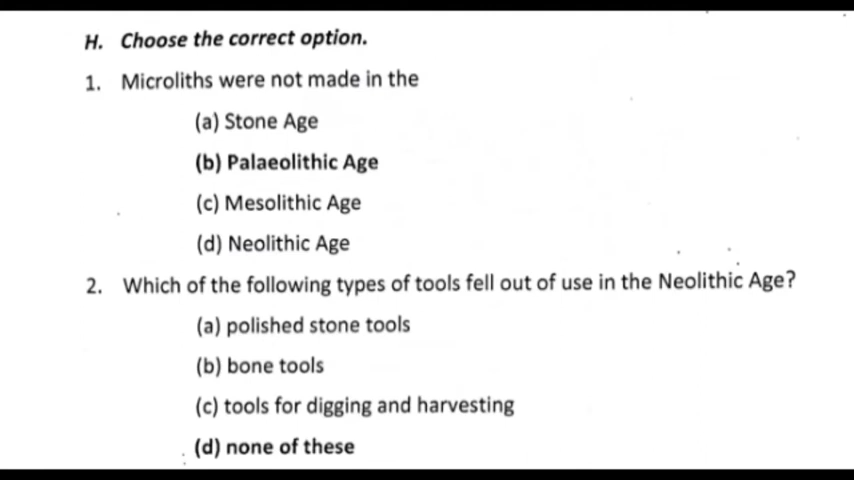 H. Choose the correct option.
1. Microliths were not made in the
(a) Stone Age
(b) Palaeolithic Age
(c) Mesolithic Age
(d) Neolithic Age
2. Which of the following types of tools fell out of use in the Neolithic Age?
(a) polished stone tools
(b) bone tools
(c) tools for digging and harvesting
(d) none of these